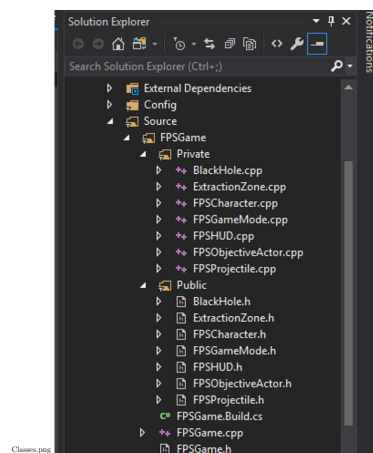 Solution Explorer
Search Solution Explorer (Ctrl+;)
External Dependencies
Config
Source
FPSGame
Private
BlackHole.cpp
ExtractionZone.cpp
FPSCharacter.cpp
FPSGameMode.cpp
FPSHUD.cpp
FPSObjectiveActor.cpp
FPSProjectile.cpp
Public
BlackHole.h
ExtractionZone.h
FPSCharacter.h
FPSGameMode.h
FPSHUD.h
FPSObjectiveActor.h
FPSProjectile.h
C# FPSGame.Build.cs
FPSGame.cpp
FPSGame.h
Notifications
Classes.png